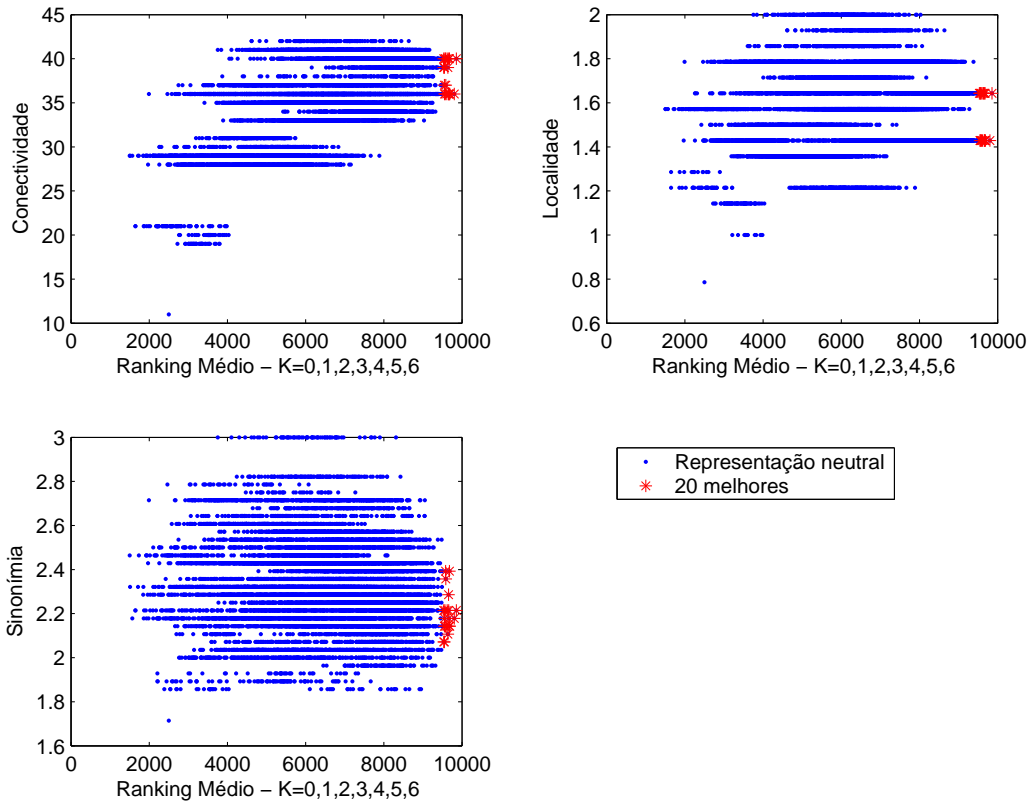 45
40
35
30
25
20
15
10
Conectividade
0 2000 4000 6000 8000 10000
Ranking Médio − K=0,1,2,3,4,5,6
2
1.8
1.6
1.4
1.2
1
0.8
0.6
Localidade
0 2000 4000 6000 8000 10000
Ranking Médio − K=0,1,2,3,4,5,6
3
2.8
2.6
2.4
2.2
2
1.8
1.6
Sinonímia
0 2000 4000 6000 8000 10000
Ranking Médio − K=0,1,2,3,4,5,6
Representação neutral
20 melhores